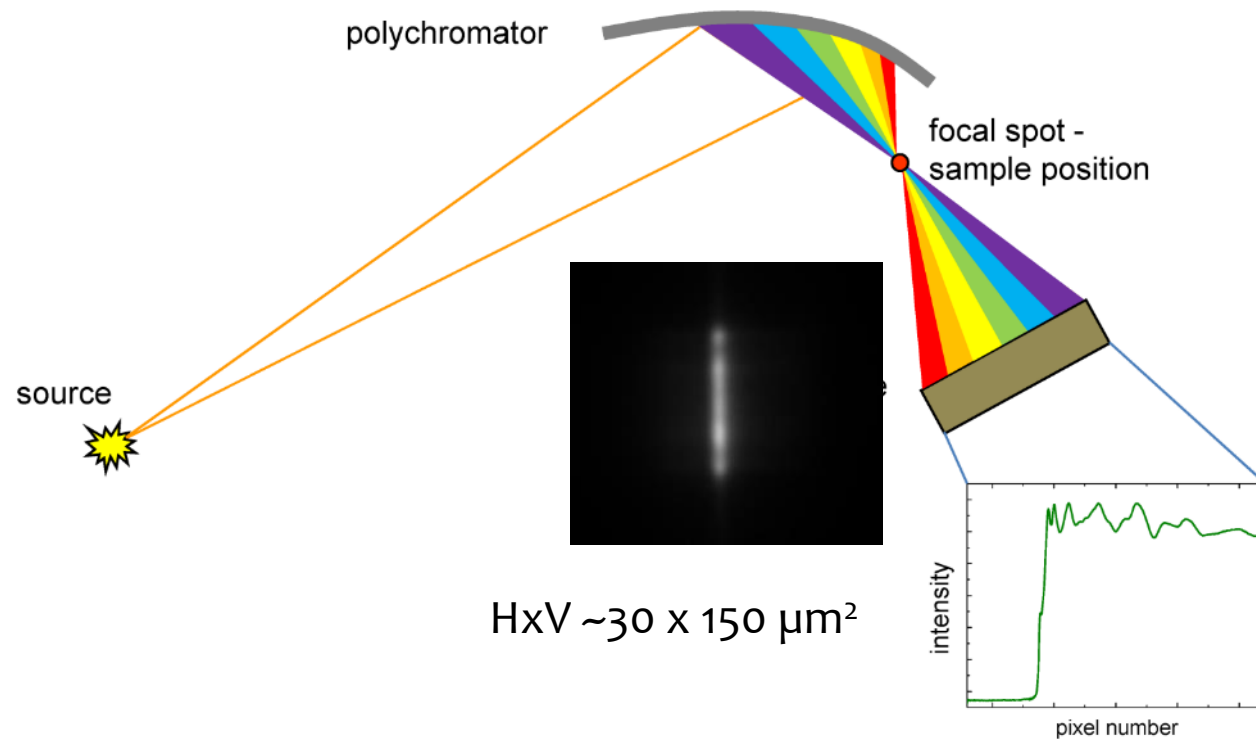 polychromator
focal spot -
sample position
source
e
HxV ~30 x 150 µm²
intensity
pixel number